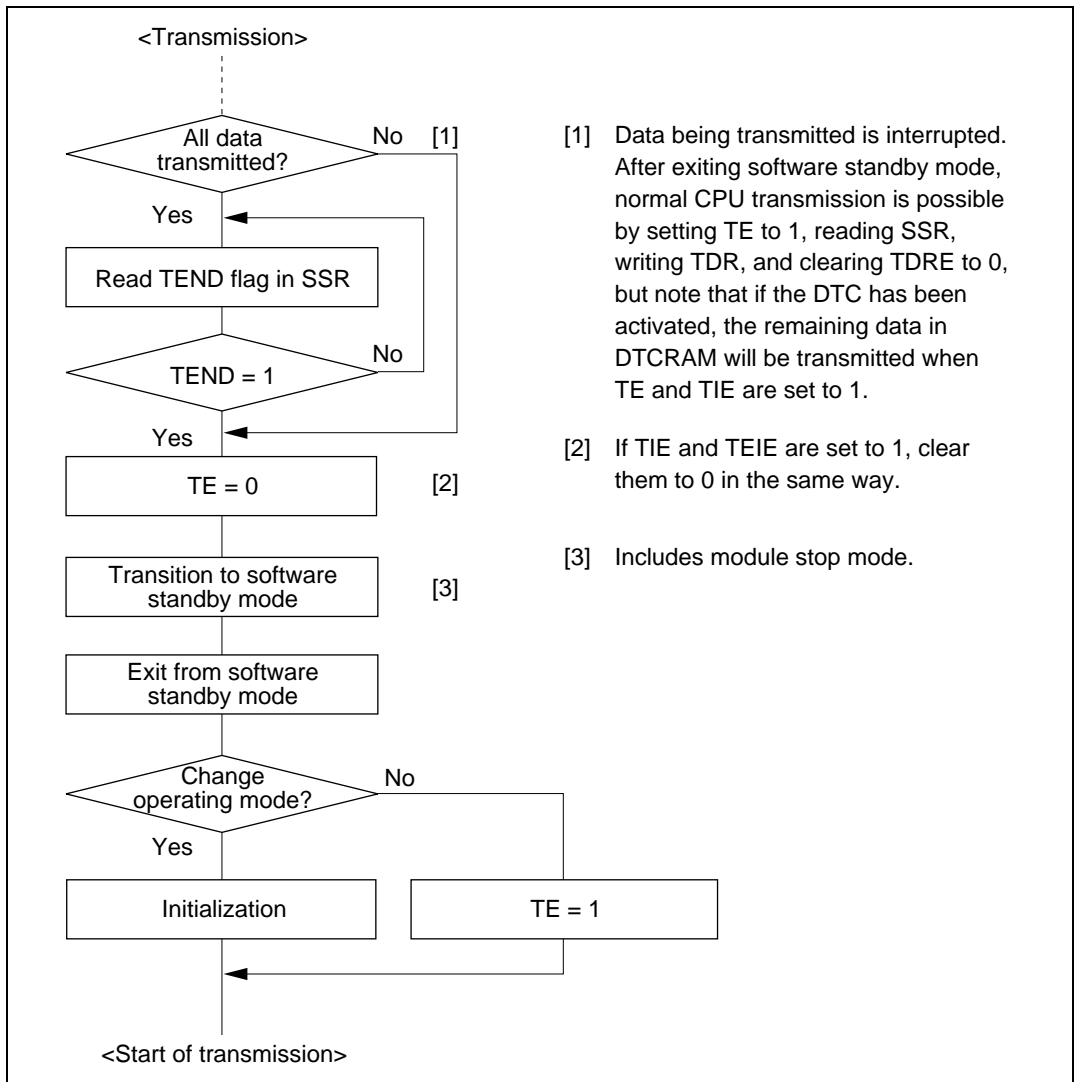 <Transmission>
All data
transmitted?
No
[1]
Yes
Read TEND flag in SSR
TEND = 1
No
Yes
TE = 0
[2]
Transition to software
standby mode
[3]
Exit from software
standby mode
Change
operating mode?
No
Yes
Initialization
TE = 1
<Start of transmission>
[1] Data being transmitted is interrupted.
After exiting software standby mode,
normal CPU transmission is possible
by setting TE to 1, reading SSR,
writing TDR, and clearing TDRE to 0,
but note that if the DTC has been
activated, the remaining data in
DTCRAM will be transmitted when
TE and TIE are set to 1.
[2] If TIE and TEIE are set to 1, clear
them to 0 in the same way.
[3] Includes module stop mode.